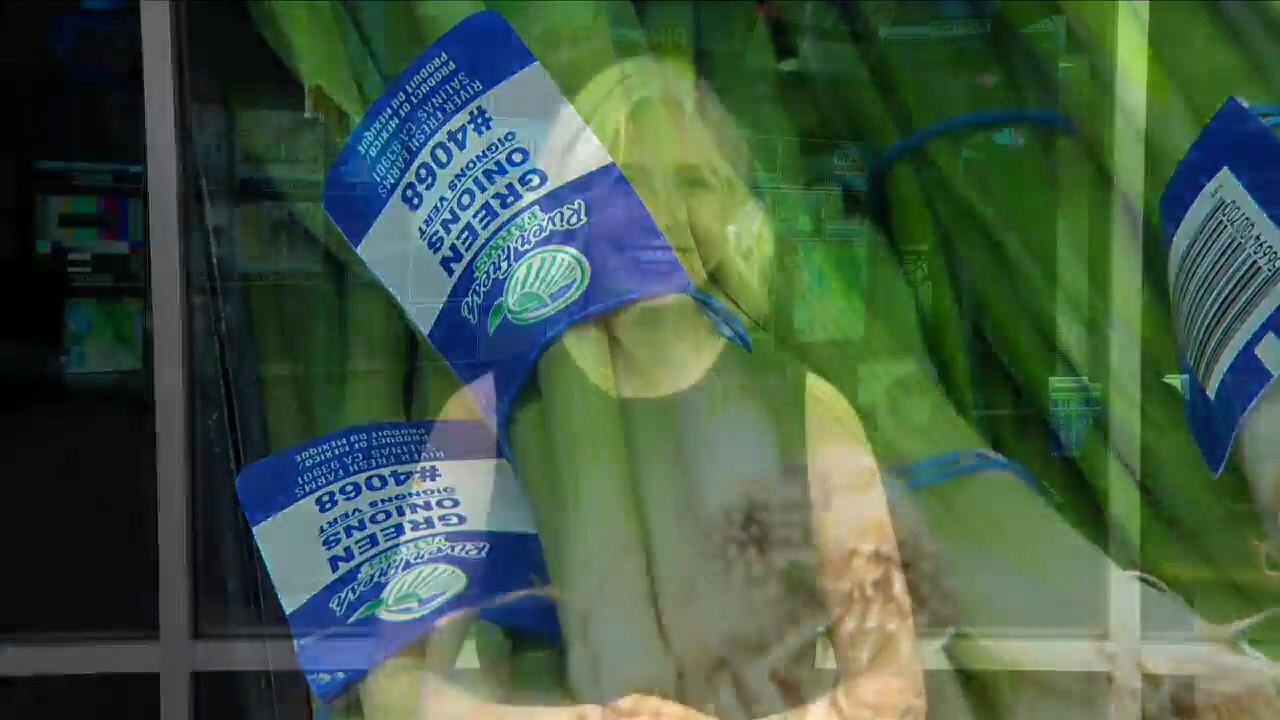 River Fresh
FARMS
GREEN
ONIONS
OIGNONS VERT
#4068
RIVER FRESH FARMS
SALINAS, CA 93901
PRODUCT OF MEXICO/
PRODUIT DU MEXIQUE
River Fresh
FARMS
GREEN
ONIONS
OIGNONS VERT
#4068
RIVER FRESH FARMS
SALINAS, CA 93901
PRODUCT OF MEXICO/
PRODUIT DU MEXIQUE